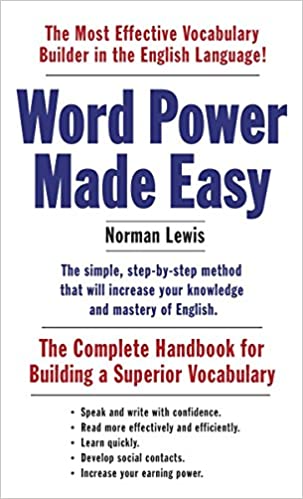 The Most Effective Vocabulary
Builder in the English Language!
Word Power
Made Easy
Norman Lewis
The simple, step-by-step method
that will increase your knowledge
and mastery of English.
The Complete Handbook for
Building a Superior Vocabulary
• Speak and write with confidence.
• Read more effectively and efficiently.
• Learn quickly.
• Develop social contacts.
• Increase your earning power.